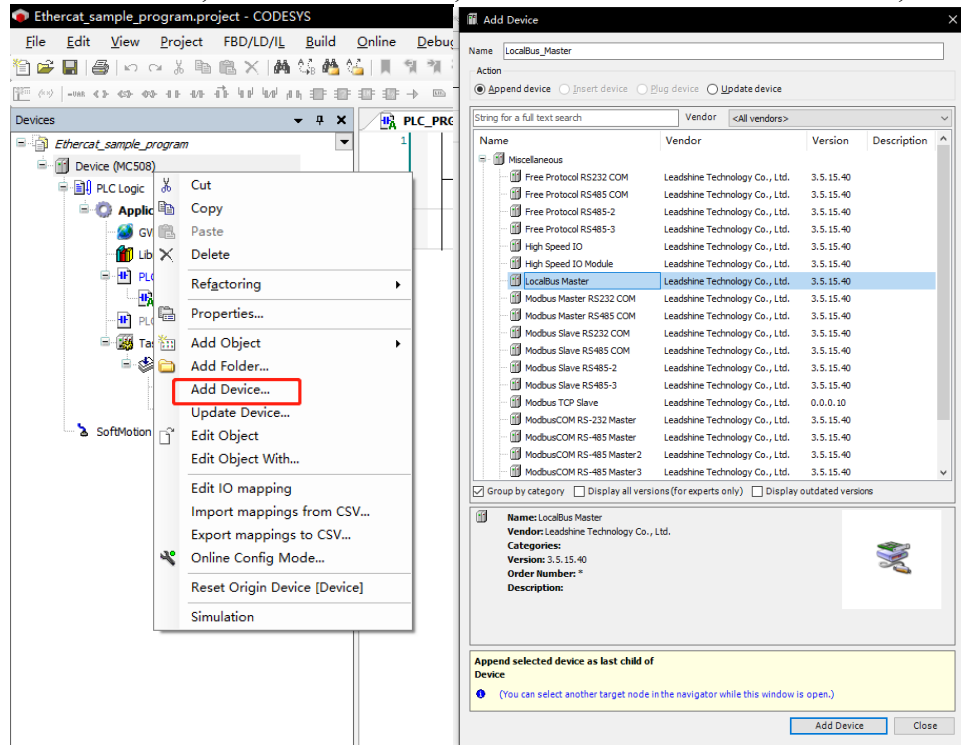 Ethercat_sample_program.project - CODESYS
File Edit View Project FBD/LD/IL Build Online Debug
Devices
PLC_PRG
1
Ethercat_sample_program
Device (MC508)
PLC Logic
Applic
GV
Lib
PLC
PLC
Tas
SoftMotion
Cut
Copy
Paste
Delete
Refactoring
Properties...
Add Object
Add Folder...
Add Device...
Update Device...
Edit Object
Edit Object With...
Edit IO mapping
Import mappings from CSV...
Export mappings to CSV...
Online Config Mode...
Reset Origin Device [Device]
Simulation
Add Device
Name LocalBus_Master
Action
Append device Insert device Plug device Update device
String for a full text search Vendor <All vendors>
Name Vendor Version Description
Miscellaneous
Free Protocol RS232 COM Leadshine Technology Co., Ltd. 3.5.15.40
Free Protocol RS485 COM Leadshine Technology Co., Ltd. 3.5.15.40
Free Protocol RS485-2 Leadshine Technology Co., Ltd. 3.5.15.40
Free Protocol RS485-3 Leadshine Technology Co., Ltd. 3.5.15.40
High Speed IO Leadshine Technology Co., Ltd. 3.5.15.40
High Speed IO Module Leadshine Technology Co., Ltd. 3.5.15.40
LocalBus Master Leadshine Technology Co., Ltd. 3.5.15.40
Modbus Master RS232 COM Leadshine Technology Co., Ltd. 3.5.15.40
Modbus Master RS485 COM Leadshine Technology Co., Ltd. 3.5.15.40
Modbus Slave RS232 COM Leadshine Technology Co., Ltd. 3.5.15.40
Modbus Slave RS485 COM Leadshine Technology Co., Ltd. 3.5.15.40
Modbus Slave RS485-2 Leadshine Technology Co., Ltd. 3.5.15.40
Modbus Slave RS485-3 Leadshine Technology Co., Ltd. 3.5.15.40
Modbus TCP Slave Leadshine Technology Co., Ltd. 0.0.0.10
ModbusCOM RS-232 Master Leadshine Technology Co., Ltd. 3.5.15.40
ModbusCOM RS-485 Master Leadshine Technology Co., Ltd. 3.5.15.40
ModbusCOM RS-485 Master2 Leadshine Technology Co., Ltd. 3.5.15.40
ModbusCOM RS-485 Master3 Leadshine Technology Co., Ltd. 3.5.15.40
Group by category Display all versions (for experts only) Display outdated versions
Name: LocalBus Master
Vendor: Leadshine Technology Co., Ltd.
Categories:
Version: 3.5.15.40
Order Number: *
Description:
Append selected device as last child of
Device
(You can select another target node in the navigator while this window is open.)
Add Device Close